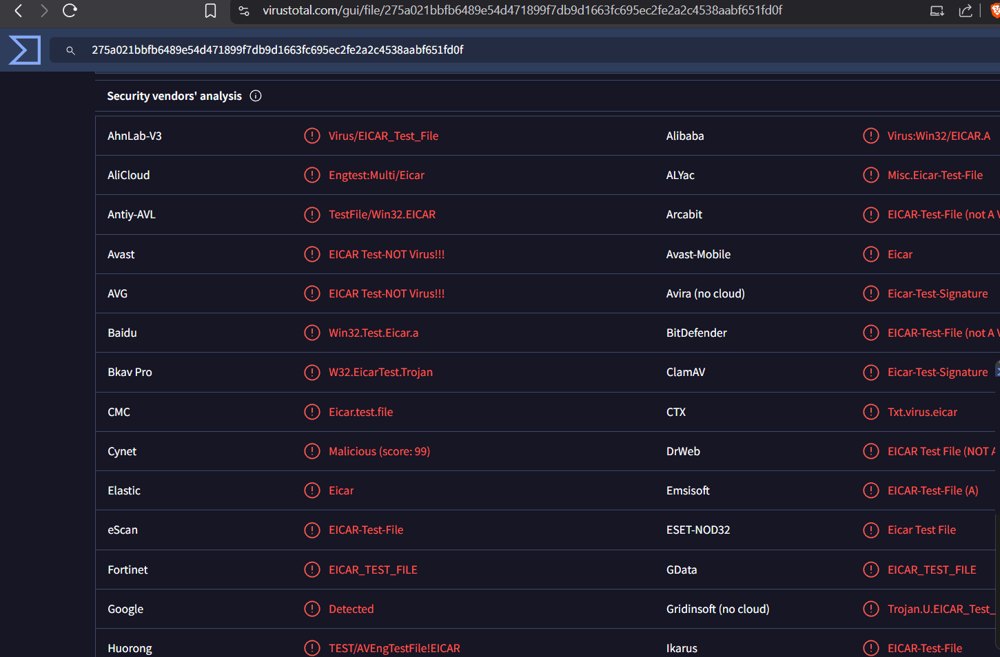 virustotal.com/gui/file/275a021bbfb6489e54d471899f7db9d1663fc695ec2fe2a2c4538aabf651fd0f
275a021bbfb6489e54d471899f7db9d1663fc695ec2fe2a2c4538aabf651fd0f
Security vendors' analysis
AhnLab-V3 Virus/EICAR_Test_File Alibaba Virus:Win32/EICAR.A
AliCloud Engtest:Multi/Eicar ALYac Misc.Eicar-Test-File
Antiy-AVL TestFile/Win32.EICAR Arcabit EICAR-Test-File (not A
Avast EICAR Test-NOT Virus!!! Avast-Mobile Eicar
AVG EICAR Test-NOT Virus!!! Avira (no cloud) Eicar-Test-Signature
Baidu Win32.Test.Eicar.a BitDefender EICAR-Test-File (not A
Bkav Pro W32.EicarTest.Trojan ClamAV Eicar-Test-Signature
CMC Eicar.test.file CTX Txt.virus.eicar
Cynet Malicious (score: 99) DrWeb EICAR Test File (NOT
Elastic Eicar Emsisoft EICAR-Test-File (A)
eScan EICAR-Test-File ESET-NOD32 Eicar Test File
Fortinet EICAR_TEST_FILE GData EICAR_TEST_FILE
Google Detected Gridinsoft (no cloud) Trojan.U.EICAR_Test_
Huorong TEST/AVEngTestFile!EICAR Ikarus EICAR-Test-File